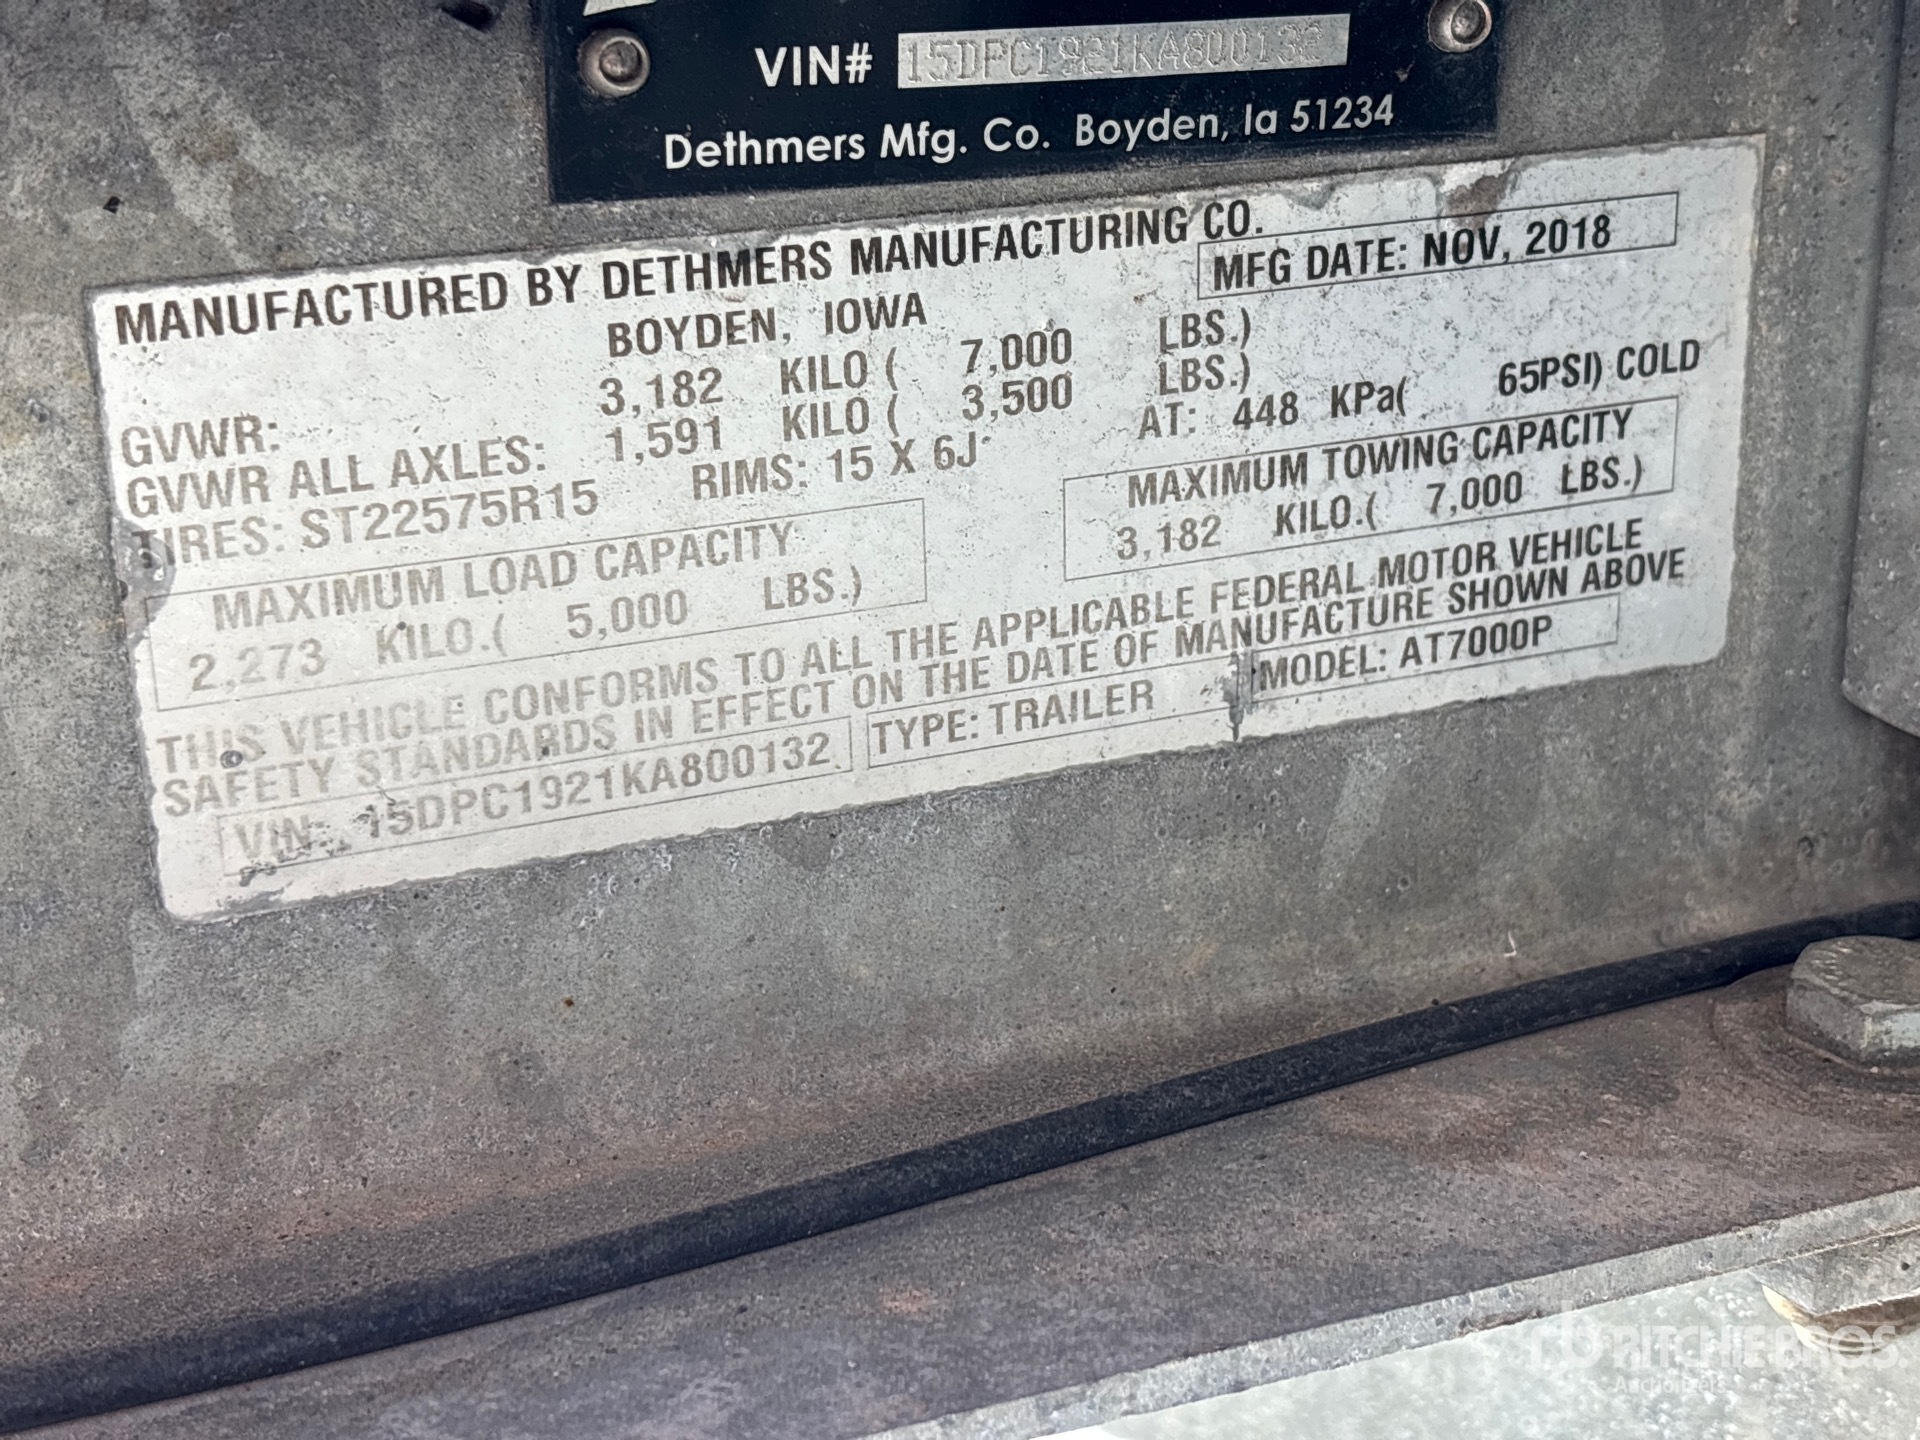 VIN# 15DPC1921KA800132
Dethmers Mfg. Co. Boyden, Ia 51234
MANUFACTURED BY DETHMERS MANUFACTURING CO.
BOYDEN, IOWA
MFG DATE: NOV, 2018
GVWR: 3,182 KILO ( 7,000 LBS.)
GVWR ALL AXLES: 1,591 KILO ( 3,500 LBS.)
TIRES: ST22575R15 RIMS: 15 X 6J AT: 448 KPa( 65PSI) COLD
MAXIMUM LOAD CAPACITY
2,273 KILO.( 5,000 LBS.)
MAXIMUM TOWING CAPACITY
3,182 KILO.( 7,000 LBS.)
THIS VEHICLE CONFORMS TO ALL THE APPLICABLE FEDERAL MOTOR VEHICLE
SAFETY STANDARDS IN EFFECT ON THE DATE OF MANUFACTURE SHOWN ABOVE
VIN: 15DPC1921KA800132 TYPE: TRAILER MODEL: AT7000P
RITCHIE BROS.
Auctioneers